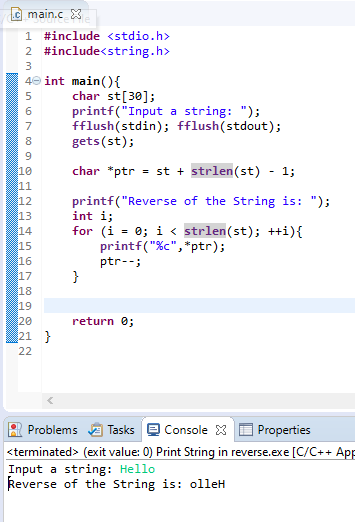 main.c
1 #include <stdio.h>
2 #include<string.h>
3
4 int main(){
5     char st[30];
6     printf("Input a string: ");
7     fflush(stdin); fflush(stdout);
8     gets(st);
9
10     char *ptr = st + strlen(st) - 1;
11
12     printf("Reverse of the String is: ");
13     int i;
14     for (i = 0; i < strlen(st); ++i){
15         printf("%c",*ptr);
16         ptr--;
17     }
18
19
20     return 0;
21 }
22
Problems Tasks Console Properties
<terminated> (exit value: 0) Print String in reverse.exe [C/C++ App
Input a string: Hello
Reverse of the String is: olleH